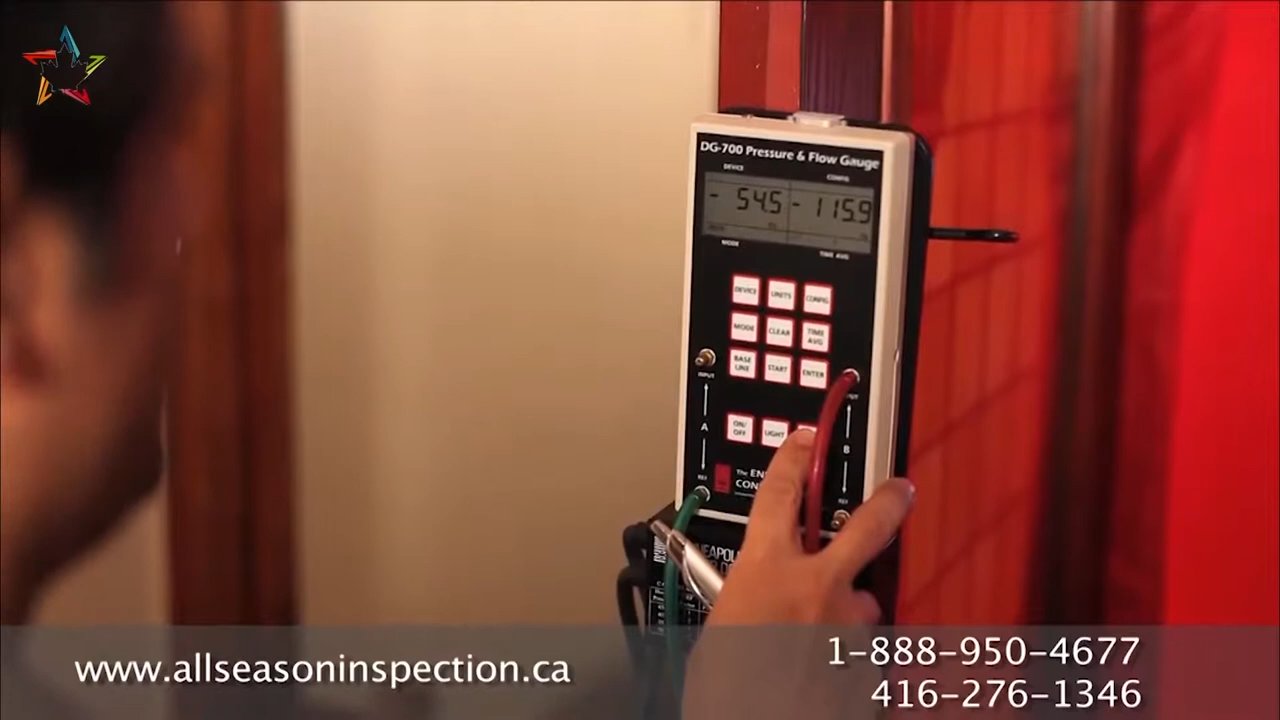 DG-700 Pressure & Flow Gauge
DEVICE
CONFIG
- 54.5 - 115.9
MODE
TIME AVG
DEVICE UNITS CONFIG
MODE CLEAR TIME AVG
BASE LINE START ENTER
INPUT
A
B
ON/OFF LIGHT
REF
REF
The
www.allseasoninspection.ca
1-888-950-4677
416-276-1346